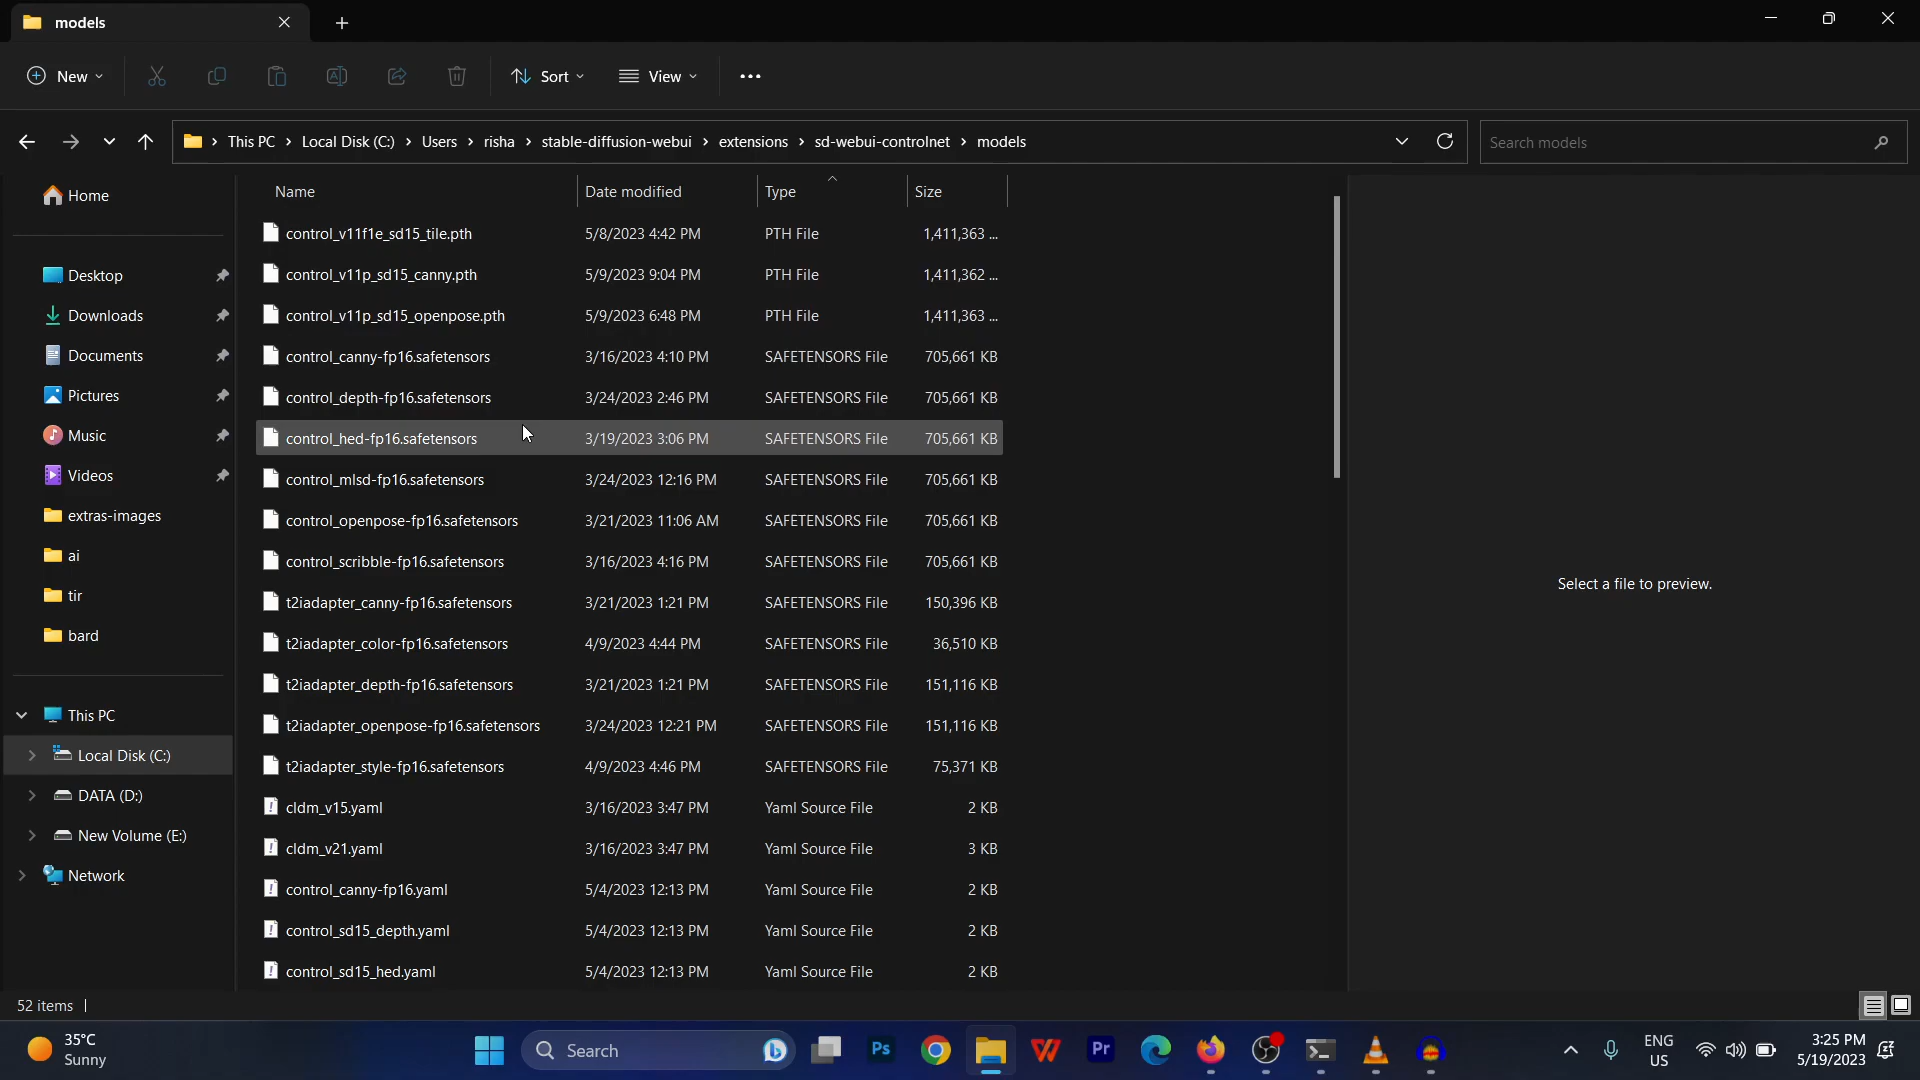 models
New
Sort
View
This PC > Local Disk (C:) > Users > risha > stable-diffusion-webui > extensions > sd-webui-controlnet > models
Search models
Home
Desktop
Downloads
Documents
Pictures
Music
Videos
extras-images
ai
tir
bard
This PC
Local Disk (C:)
DATA (D:)
New Volume (E:)
Network
Name Date modified Type Size
control_v11f1e_sd15_tile.pth 5/8/2023 4:42 PM PTH File 1,411,363 ...
control_v11p_sd15_canny.pth 5/9/2023 9:04 PM PTH File 1,411,362 ...
control_v11p_sd15_openpose.pth 5/9/2023 6:48 PM PTH File 1,411,363 ...
control_canny-fp16.safetensors 3/16/2023 4:10 PM SAFETENSORS File 705,661 KB
control_depth-fp16.safetensors 3/24/2023 2:46 PM SAFETENSORS File 705,661 KB
control_hed-fp16.safetensors 3/19/2023 3:06 PM SAFETENSORS File 705,661 KB
control_mlsd-fp16.safetensors 3/24/2023 12:16 PM SAFETENSORS File 705,661 KB
control_openpose-fp16.safetensors 3/21/2023 11:06 AM SAFETENSORS File 705,661 KB
control_scribble-fp16.safetensors 3/16/2023 4:16 PM SAFETENSORS File 705,661 KB
t2iadapter_canny-fp16.safetensors 3/21/2023 1:21 PM SAFETENSORS File 150,396 KB
t2iadapter_color-fp16.safetensors 4/9/2023 4:44 PM SAFETENSORS File 36,510 KB
t2iadapter_depth-fp16.safetensors 3/21/2023 1:21 PM SAFETENSORS File 151,116 KB
t2iadapter_openpose-fp16.safetensors 3/24/2023 12:21 PM SAFETENSORS File 151,116 KB
t2iadapter_style-fp16.safetensors 4/9/2023 4:46 PM SAFETENSORS File 75,371 KB
cldm_v15.yaml 3/16/2023 3:47 PM Yaml Source File 2 KB
cldm_v21.yaml 3/16/2023 3:47 PM Yaml Source File 3 KB
control_canny-fp16.yaml 5/4/2023 12:13 PM Yaml Source File 2 KB
control_sd15_depth.yaml 5/4/2023 12:13 PM Yaml Source File 2 KB
control_sd15_hed.yaml 5/4/2023 12:13 PM Yaml Source File 2 KB
Select a file to preview.
52 items
35°C
Sunny
Search
Ps
Pr
ENG
US
3:25 PM
5/19/2023